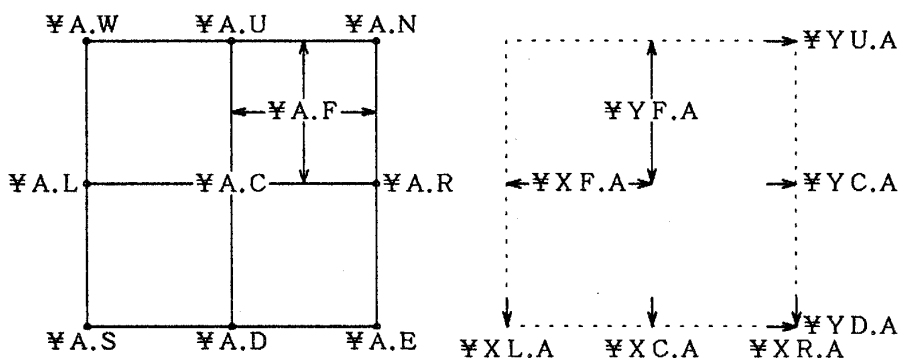 ¥A.W ¥A.U ¥A.N ¥YU.A
¥A.F ¥YF.A
¥A.L ¥A.C ¥A.R ¥XF.A ¥YC.A
¥A.S ¥A.D ¥A.E ¥XL.A ¥XC.A ¥XR.A ¥YD.A